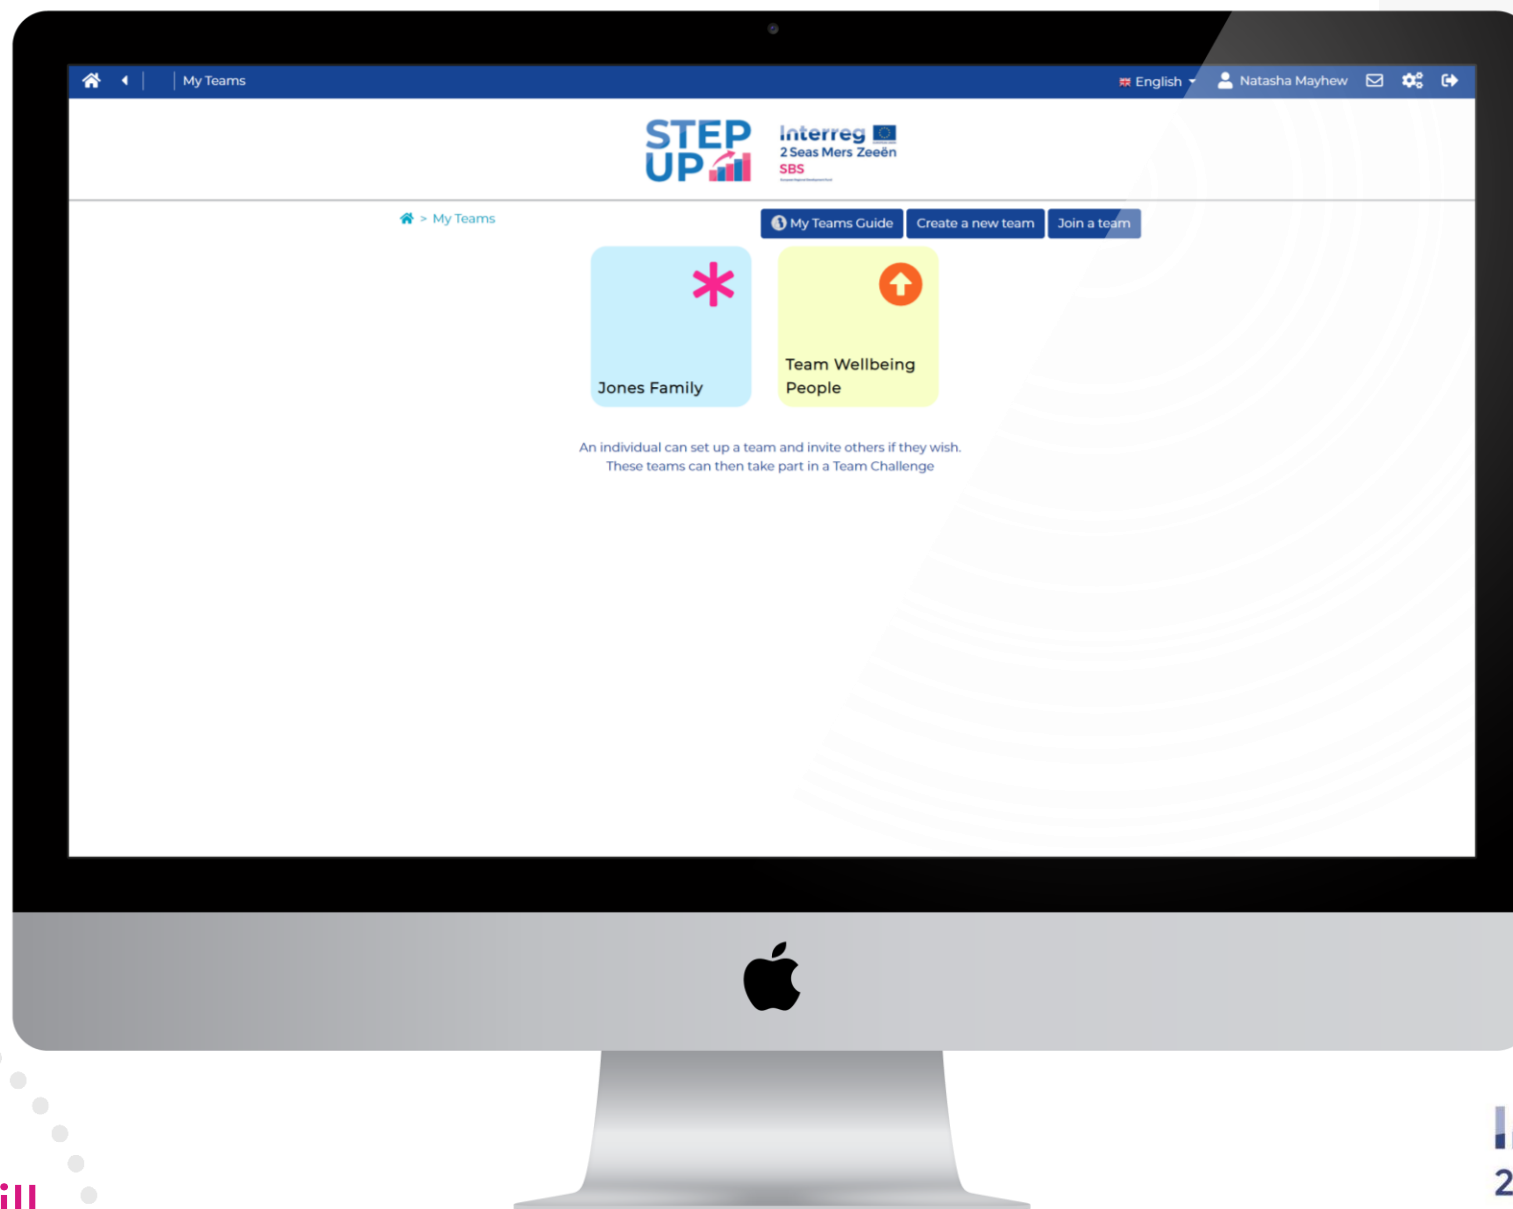 My Teams
English
Natasha Mayhew
STEP
UP
Interreg
2 Seas Mers Zeeën
SBS
> My Teams
My Teams Guide
Create a new team
Join a team
Jones Family
Team Wellbeing
People
An individual can set up a team and invite others if they wish.
These teams can then take part in a Team Challenge
ill
2